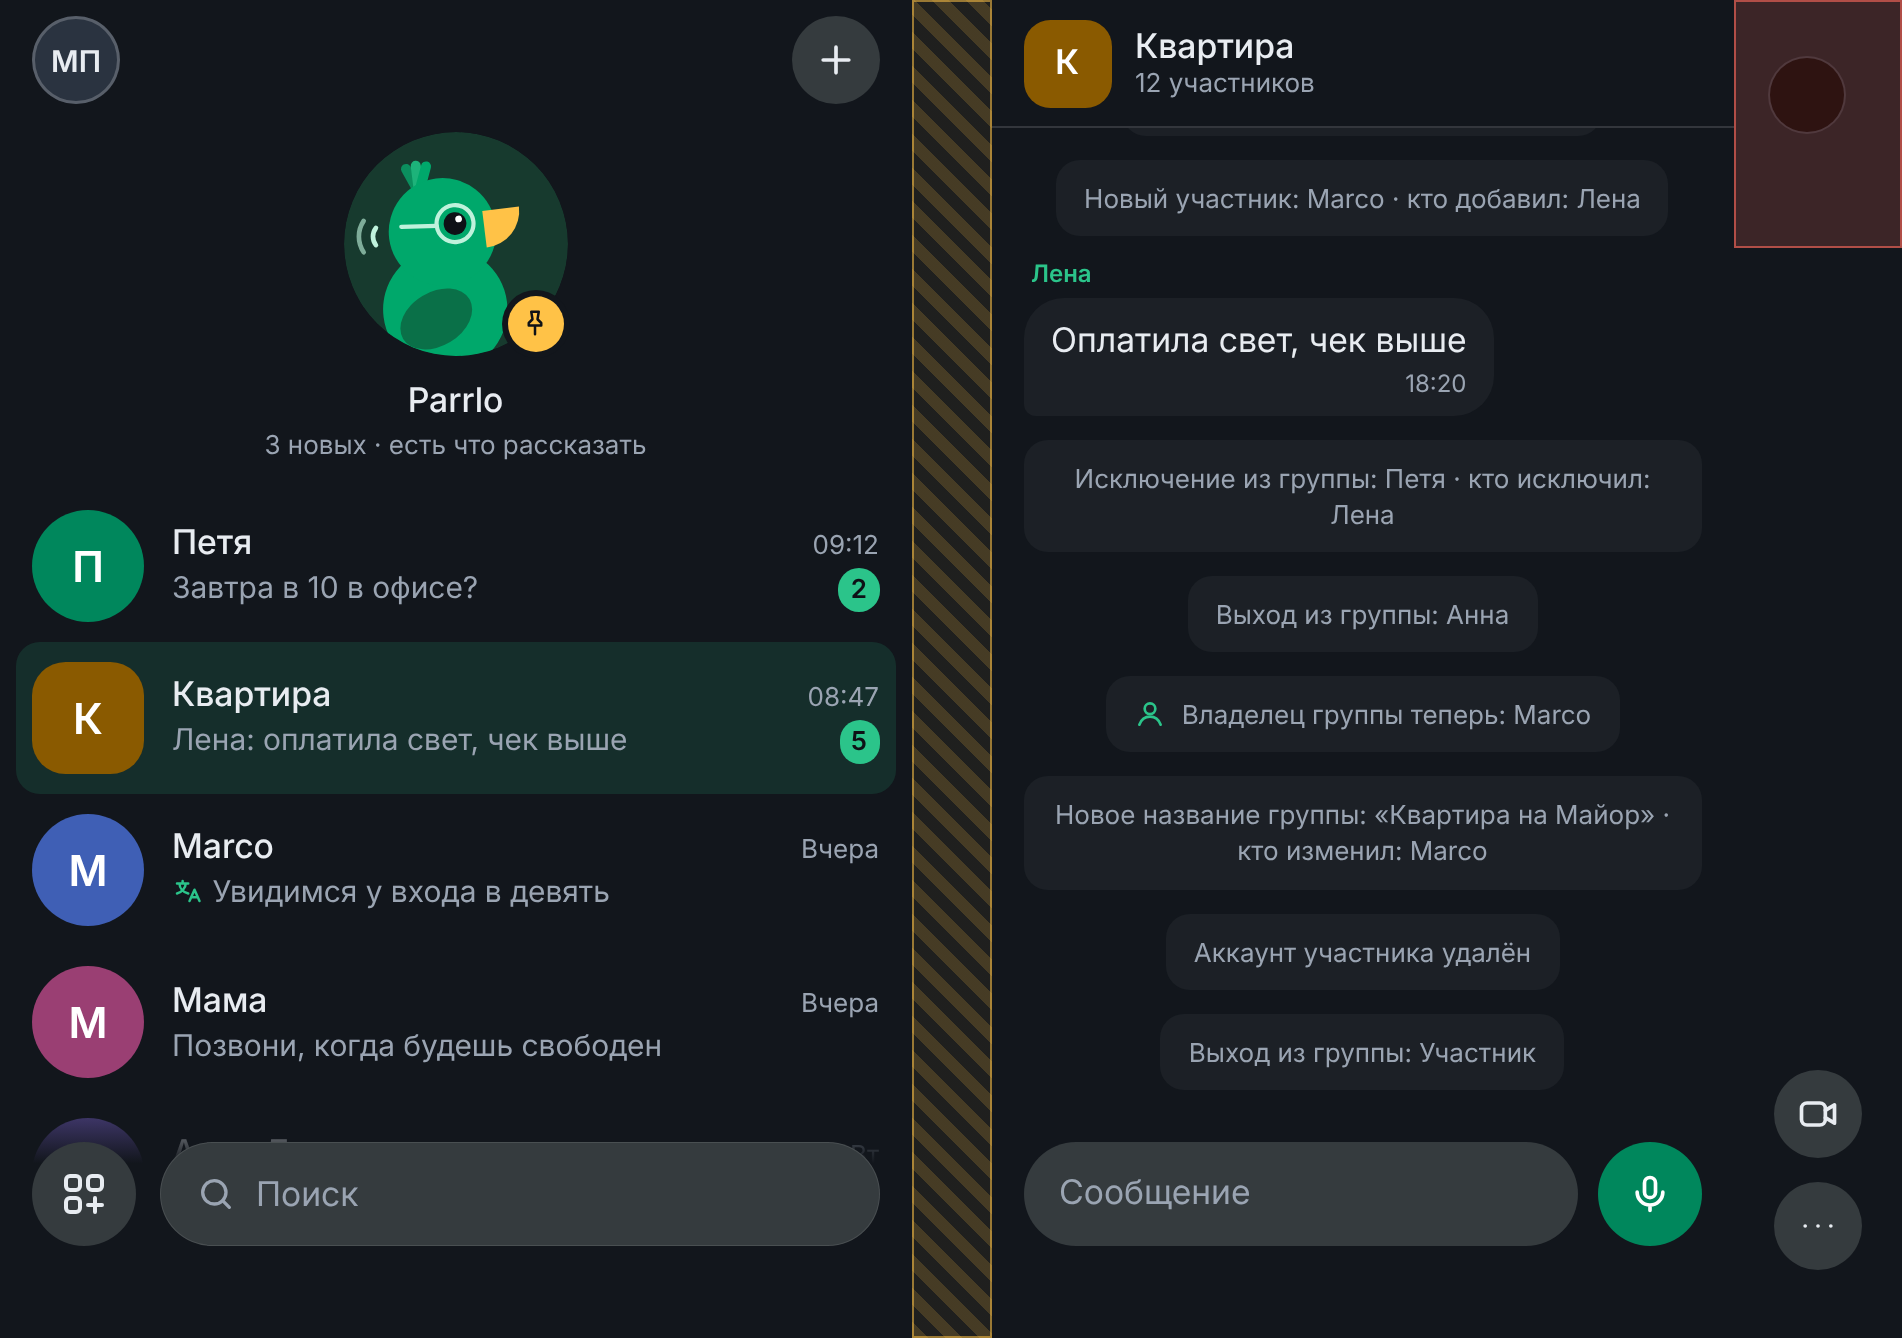 МП
Parrlo
3 новых · есть что рассказать
П
Петя
09:12
Завтра в 10 в офисе?
2
К
Квартира
08:47
Лена: оплатила свет, чек выше
5
М
Marco
Вчера
Увидимся у входа в девять
М
Мама
Вчера
Позвони, когда будешь свободен
Поиск
К
Квартира
12 участников
Новый участник: Marco · кто добавил: Лена
Лена
Оплатила свет, чек выше
18:20
Исключение из группы: Петя · кто исключил:
Лена
Выход из группы: Анна
Владелец группы теперь: Marco
Новое название группы: «Квартира на Майор» ·
кто изменил: Marco
Аккаунт участника удалён
Выход из группы: Участник
Сообщение